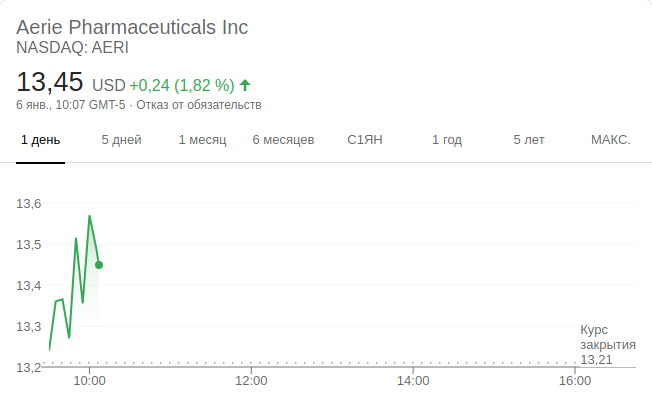 Aerie Pharmaceuticals Inc
NASDAQ: AERI
13,45 USD +0,24 (1,82 %)
6 янв., 10:07 GMT-5 · Отказ от обязательств
1 день 5 дней 1 месяц 6 месяцев С1ЯН 1 год 5 лет МАКС.
13,6
13,5
13,4
13,3
13,2
Курс
закрытия
13,21
10:00 12:00 14:00 16:00